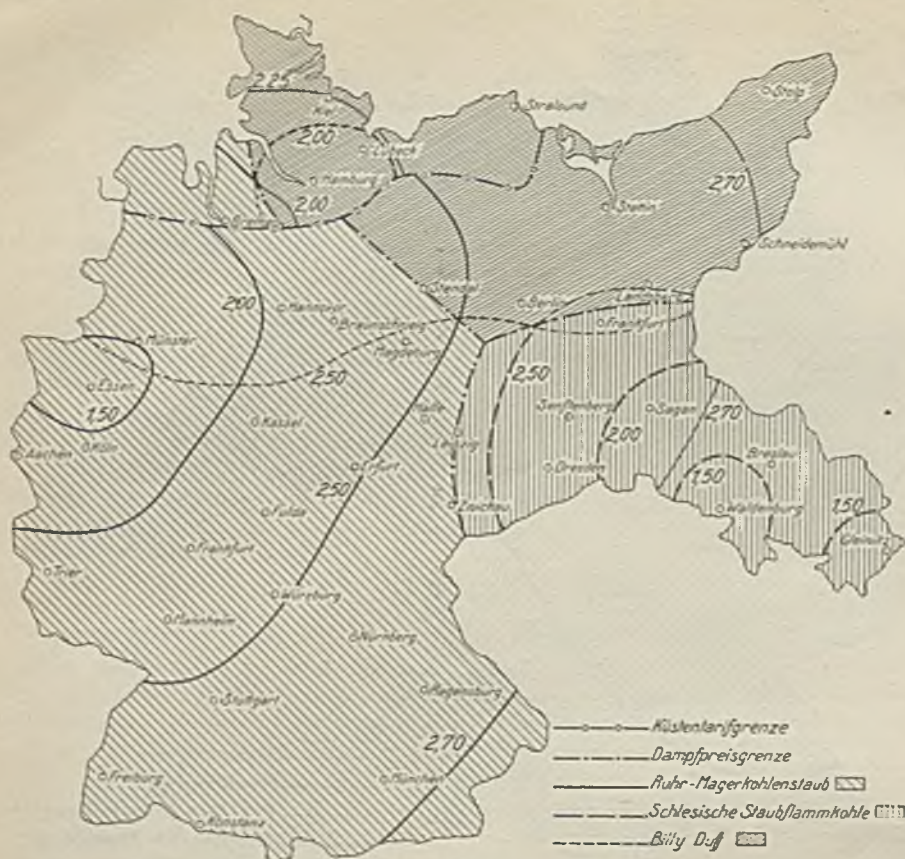 2.25
Kiel
Stralsund
Stolp
2.00
Lübeck
Hamburg
2.70
2.00
Stettin
Bremen
Schneidemühl
Stendal
Berlin
Landsberg
2.00
Hannover
Braunschweig
Frankfurt
Münster
Magdeburg
Essen
2.50
2.50
1.50
Halle
Senftenberg
Sagan
2.70
Kassel
2.00
Aachen
Köln
Leipzig
Breslau
Erfurt
Dresden
1.50
2.50
Zwickau
Waldenburg
1.50
Fulda
Gleiwitz
Frankfurt
Trier
Würzburg
Mannheim
Nürnberg
Stuttgart
Regensburg
2,70
Freiburg
München
Konstanz
Küstentarifgrenze
Dampfpreisgrenze
Ruhr-Magerkohlenstaub
Schlesische Staubflammkohle
Billy Duff